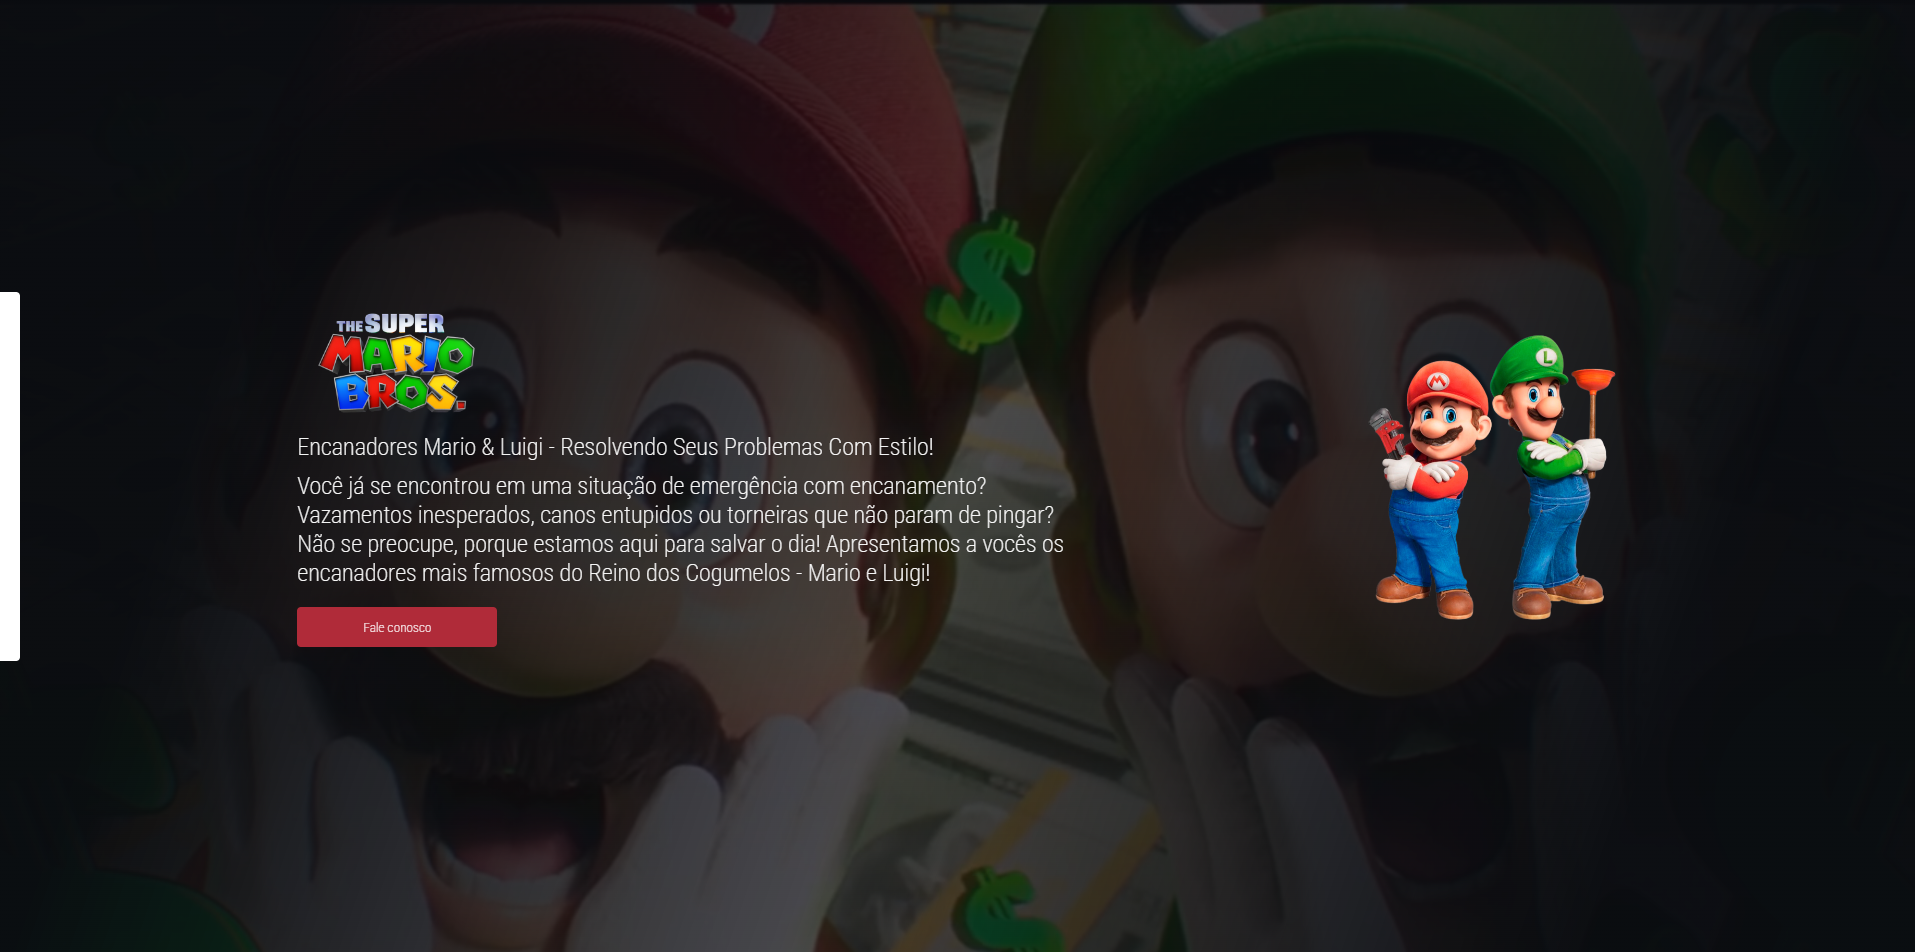 THE SUPER
MARIO
BROS.
Encanadores Mario & Luigi - Resolvendo Seus Problemas Com Estilo!
Você já se encontrou em uma situação de emergência com encanamento?
Vazamentos inesperados, canos entupidos ou torneiras que não param de pingar?
Não se preocupe, porque estamos aqui para salvar o dia! Apresentamos a vocês os
encanadores mais famosos do Reino dos Cogumelos - Mario e Luigi!
Fale conosco
M
L
$
$